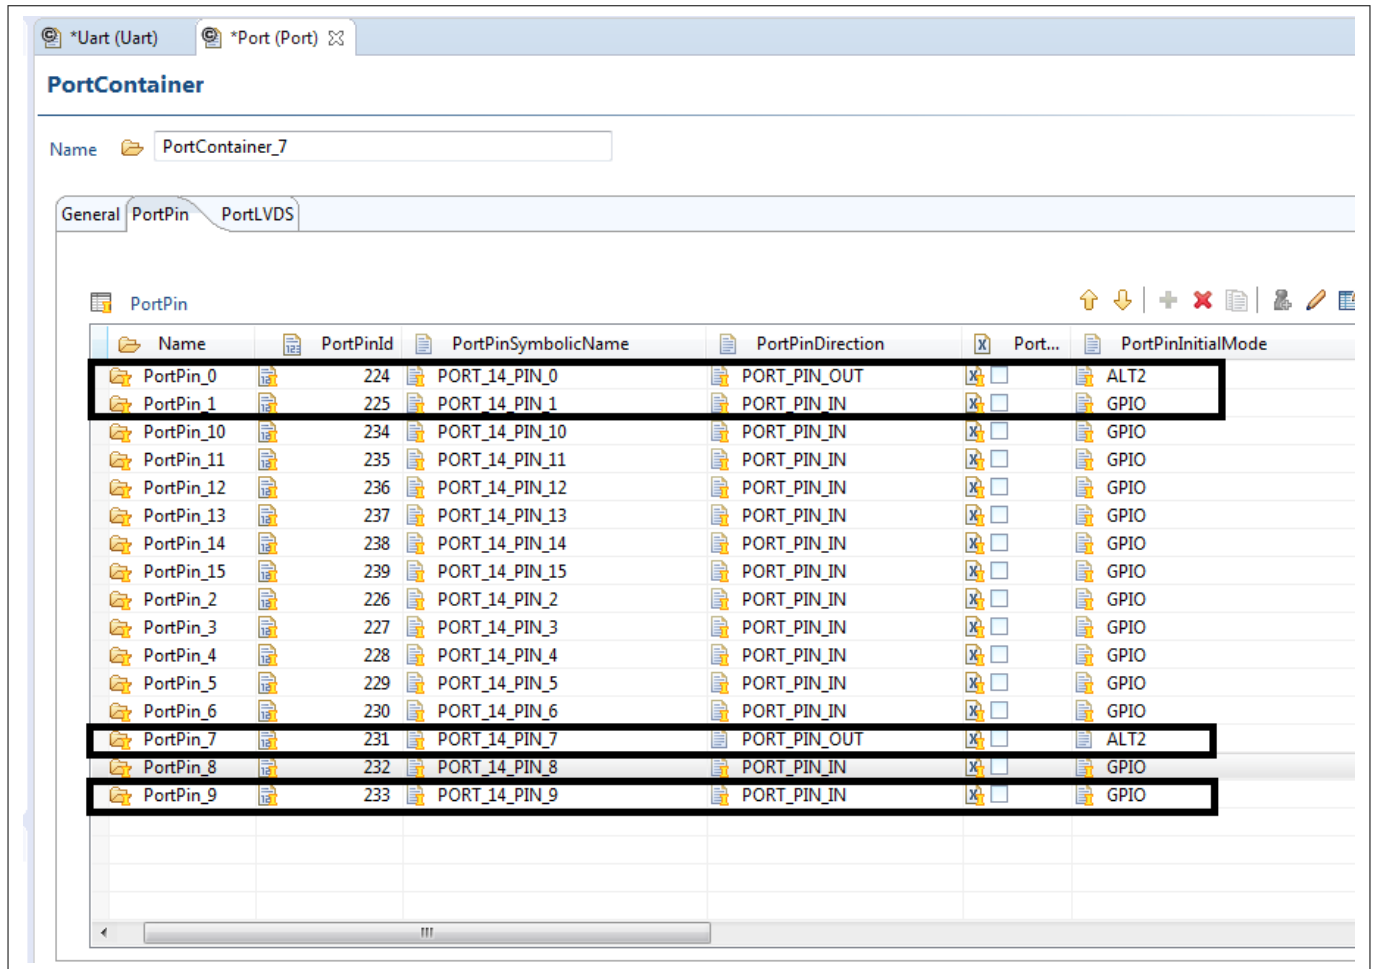 *Uart (Uart) *Port (Port)
PortContainer
Name PortContainer_7
General PortPin PortLVDS
PortPin
Name PortPinId PortPinSymbolicName PortPinDirection Port... PortPinInitialMode
PortPin_0 224 PORT_14_PIN_0 PORT_PIN_OUT ALT2
PortPin_1 225 PORT_14_PIN_1 PORT_PIN_IN GPIO
PortPin_10 234 PORT_14_PIN_10 PORT_PIN_IN GPIO
PortPin_11 235 PORT_14_PIN_11 PORT_PIN_IN GPIO
PortPin_12 236 PORT_14_PIN_12 PORT_PIN_IN GPIO
PortPin_13 237 PORT_14_PIN_13 PORT_PIN_IN GPIO
PortPin_14 238 PORT_14_PIN_14 PORT_PIN_IN GPIO
PortPin_15 239 PORT_14_PIN_15 PORT_PIN_IN GPIO
PortPin_2 226 PORT_14_PIN_2 PORT_PIN_IN GPIO
PortPin_3 227 PORT_14_PIN_3 PORT_PIN_IN GPIO
PortPin_4 228 PORT_14_PIN_4 PORT_PIN_IN GPIO
PortPin_5 229 PORT_14_PIN_5 PORT_PIN_IN GPIO
PortPin_6 230 PORT_14_PIN_6 PORT_PIN_IN GPIO
PortPin_7 231 PORT_14_PIN_7 PORT_PIN_OUT ALT2
PortPin_8 232 PORT_14_PIN_8 PORT_PIN_IN GPIO
PortPin_9 233 PORT_14_PIN_9 PORT_PIN_IN GPIO